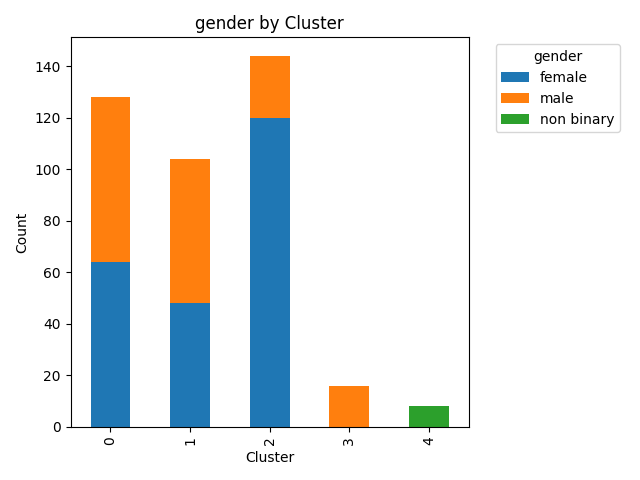 gender by Cluster
gender
female
male
non binary
Count
140
120
100
80
60
40
20
0
0
1
2
3
4
Cluster